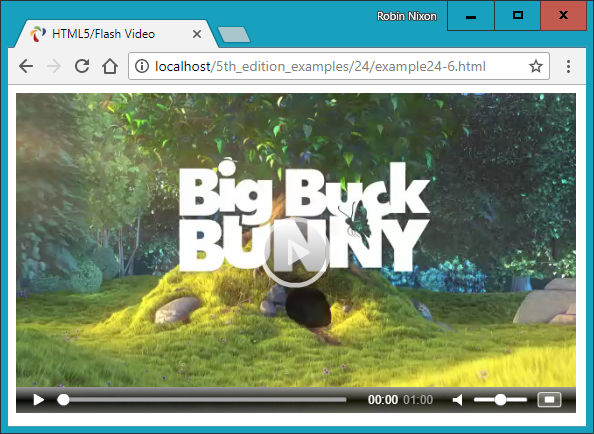 Robin Nixon
HTML5/Flash Video
localhost/5th_edition_examples/24/example24-6.html
Big Buck
BUNNY
00:00 01:00